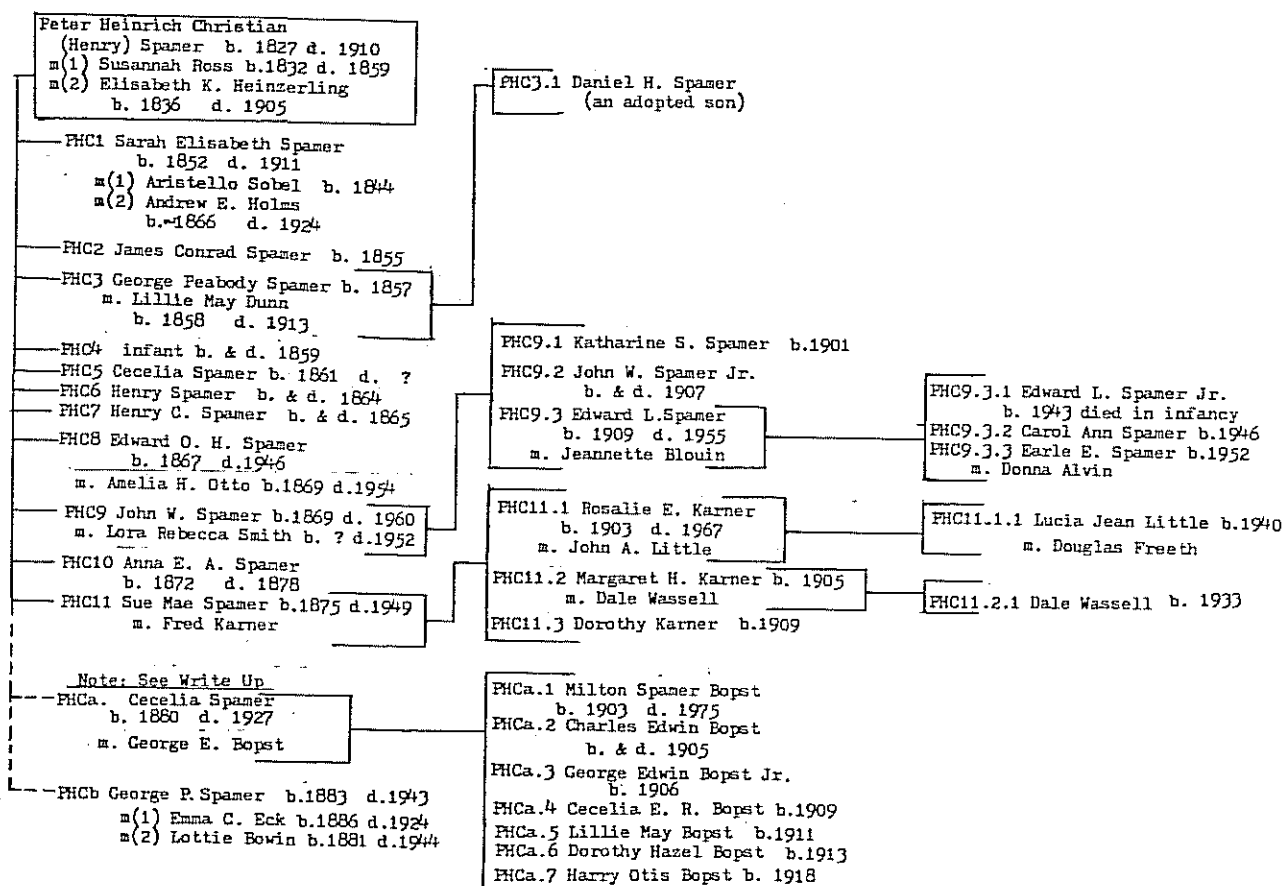 Peter Heinrich Christian
(Henry) Spamer b. 1827 d. 1910
m(1) Susannah Ross b.1832 d. 1859
m(2) Elisabeth K. Heinzerling
b. 1836 d. 1905
PHC1 Sarah Elisabeth Spamer
b. 1852 d. 1911
m(1) Aristello Sobel b. 1844
m(2) Andrew E. Holms
b.~1866 d. 1924
PHC2 James Conrad Spamer b. 1855
PHC3 George Peabody Spamer b. 1857
m. Lillie May Dunn
b. 1858 d. 1913
PHC4 infant b. & d. 1859
PHC5 Cecelia Spamer b. 1861 d. ?
PHC6 Henry Spamer b. & d. 1864
PHC7 Henry C. Spamer b. & d. 1865
PHC8 Edward O. H. Spamer
b. 1867 d.1946
m. Amelia H. Otto b.1869 d.1954
PHC9 John W. Spamer b.1869 d. 1960
m. Lora Rebecca Smith b. ? d.1952
PHC10 Anna E. A. Spamer
b. 1872 d. 1878
PHC11 Sue Mae Spamer b.1875 d.1949
m. Fred Karner
Note: See Write Up
PHCa. Cecelia Spamer
b. 1880 d. 1927
m. George E. Bopst
PHCb George P. Spamer b.1883 d.1943
m(1) Emma C. Eck b.1886 d.1924
m(2) Lottie Bowin b.1881 d.1944
PHC3.1 Daniel H. Spamer
(an adopted son)
PHC9.1 Katharine S. Spamer b.1901
PHC9.2 John W. Spamer Jr.
b. & d. 1907
PHC9.3 Edward L.Spamer
b. 1909 d. 1955
m. Jeannette Blouin
PHC11.1 Rosalie E. Karner
b. 1903 d. 1967
m. John A. Little
PHC11.2 Margaret H. Karner b. 1905
m. Dale Wassell
PHC11.3 Dorothy Karner b.1909
PHCa.1 Milton Spamer Bopst
b. 1903 d. 1975
PHCa.2 Charles Edwin Bopst
b. & d. 1905
PHCa.3 George Edwin Bopst Jr.
b. 1906
PHCa.4 Cecelia E. R. Bopst b.1909
PHCa.5 Lillie May Bopst b.1911
PHCa.6 Dorothy Hazel Bopst b.1913
PHCa.7 Harry Otis Bopst b. 1918
PHC9.3.1 Edward L. Spamer Jr.
b. 1943 died in infancy
PHC9.3.2 Carol Ann Spamer b.1946
PHC9.3.3 Earle E. Spamer b.1952
m. Donna Alvin
PHC11.1.1 Lucia Jean Little b.1940
m. Douglas Freeth
PHC11.2.1 Dale Wassell b. 1933